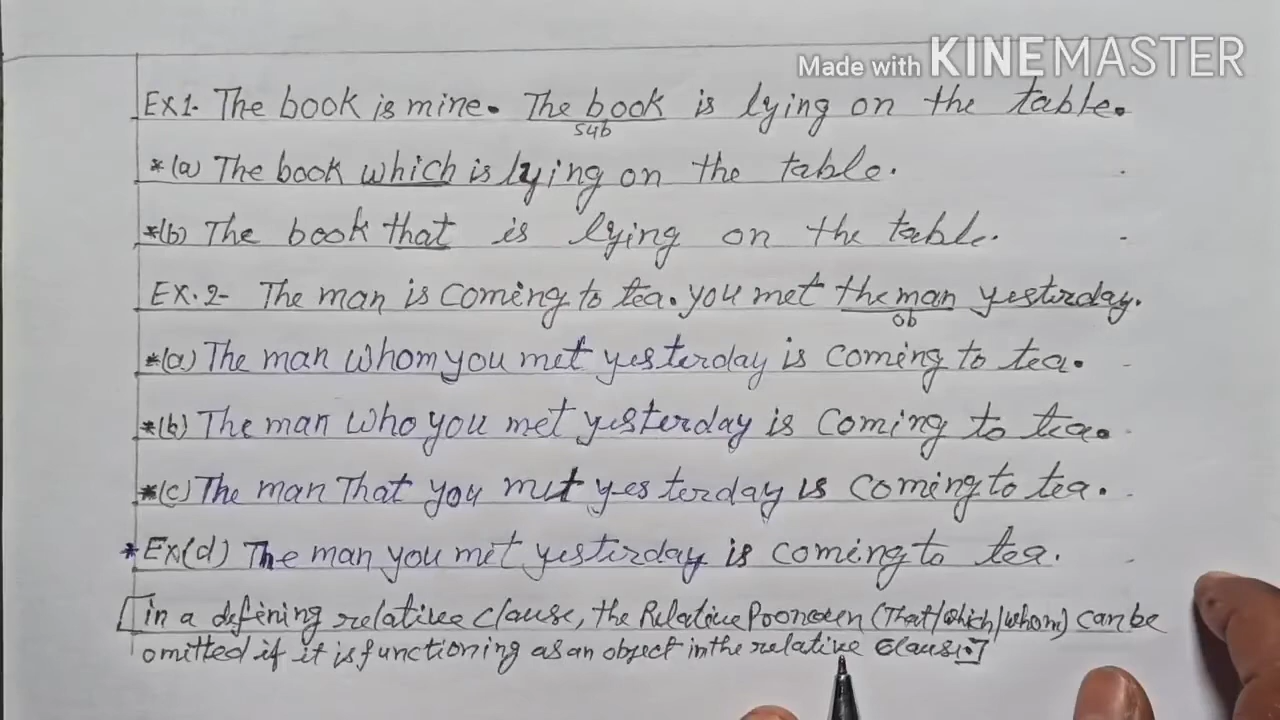 Made with KINEMASTER
EX1. The book is mine. The book is lying on the table.
sub
*(a) The book which is lying on the table.
*(b) The book that is lying on the table.
EX.2- The man is coming to tea. you met the man yesterday.
ob
*(a) The man whom you met yesterday is coming to tea.
*(b) The man who you met yesterday is coming to tea.
*(c) The man That you met yesterday is coming to tea.
*Ex(d) The man you met yesterday is coming to tea.
[in a defining relative clause, the Relative Pronoun (That/which/whom) can be
omitted if it is functioning as an object in the relative clause.]